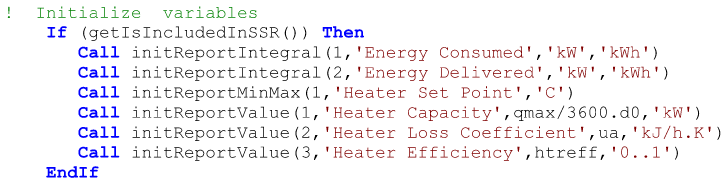 !  Initialize  variables
    If (getIsIncludedInSSR()) Then
       Call initReportIntegral(1,'Energy Consumed','kW','kWh')
       Call initReportIntegral(2,'Energy Delivered','kW','kWh')
       Call initReportMinMax(1,'Heater Set Point','C')
       Call initReportValue(1,'Heater Capacity',qmax/3600.d0,'kW')
       Call initReportValue(2,'Heater Loss Coefficient',ua,'kJ/h.K')
       Call initReportValue(3,'Heater Efficiency',htreff,'0..1')
    EndIf